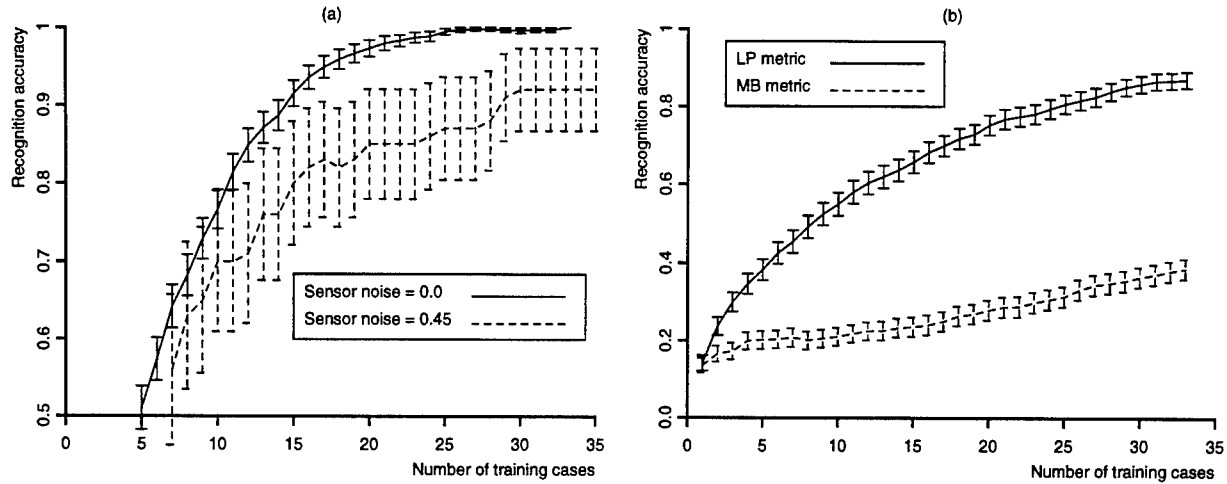 (a)
Recognition accuracy
1
0.9
0.8
0.7
0.6
0.5
Sensor noise = 0.0
Sensor noise = 0.45
0 5 10 15 20 25 30 35
Number of training cases
(b)
Recognition accuracy
1.0
0.8
0.6
0.4
0.2
0.0
LP metric
MB metric
0 5 10 15 20 25 30 35
Number of training cases